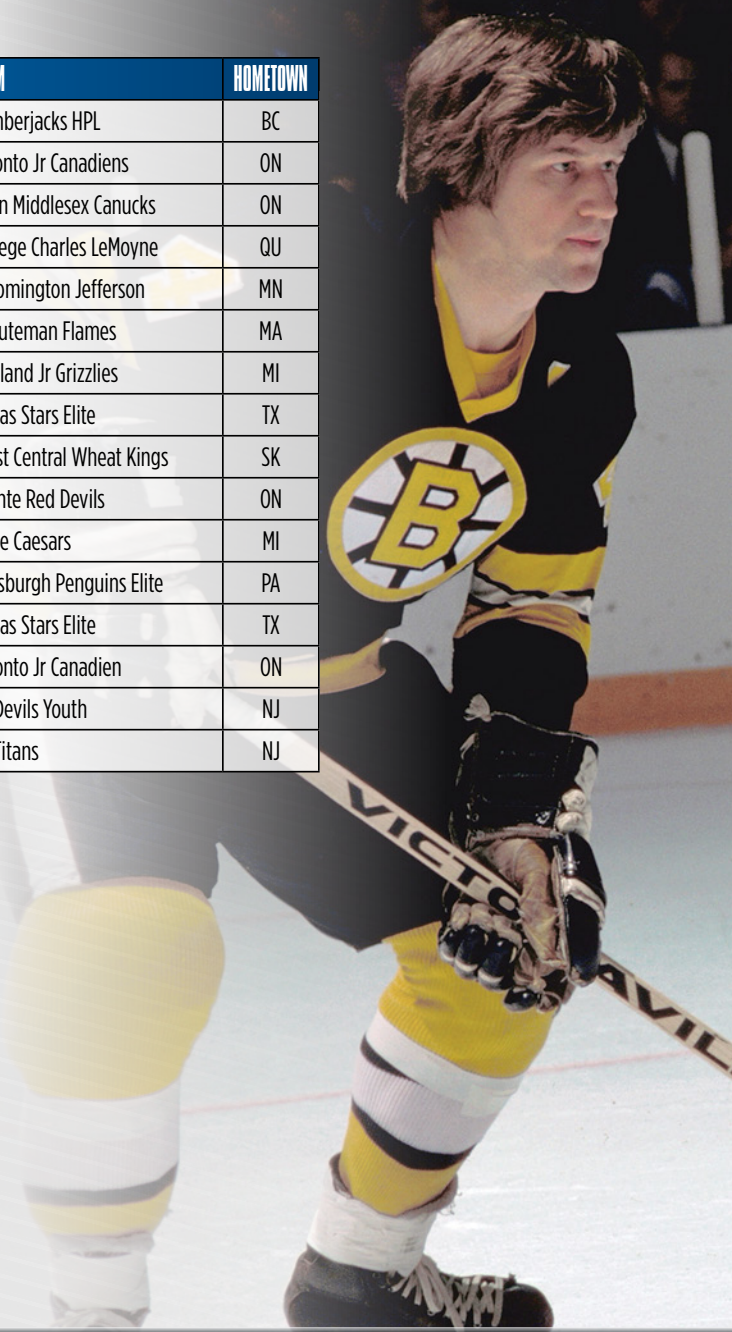 M HOMETOWN
mberjacks HPL BC
onto Jr Canadiens ON
n Middlesex Canucks ON
ege Charles LeMoyne QU
omington Jefferson MN
uteman Flames MA
land Jr Grizzlies MI
as Stars Elite TX
st Central Wheat Kings SK
nte Red Devils ON
e Caesars MI
sburgh Penguins Elite PA
as Stars Elite TX
onto Jr Canadien ON
Devils Youth NJ
Titans NJ
4
B
VICTO
AVIL